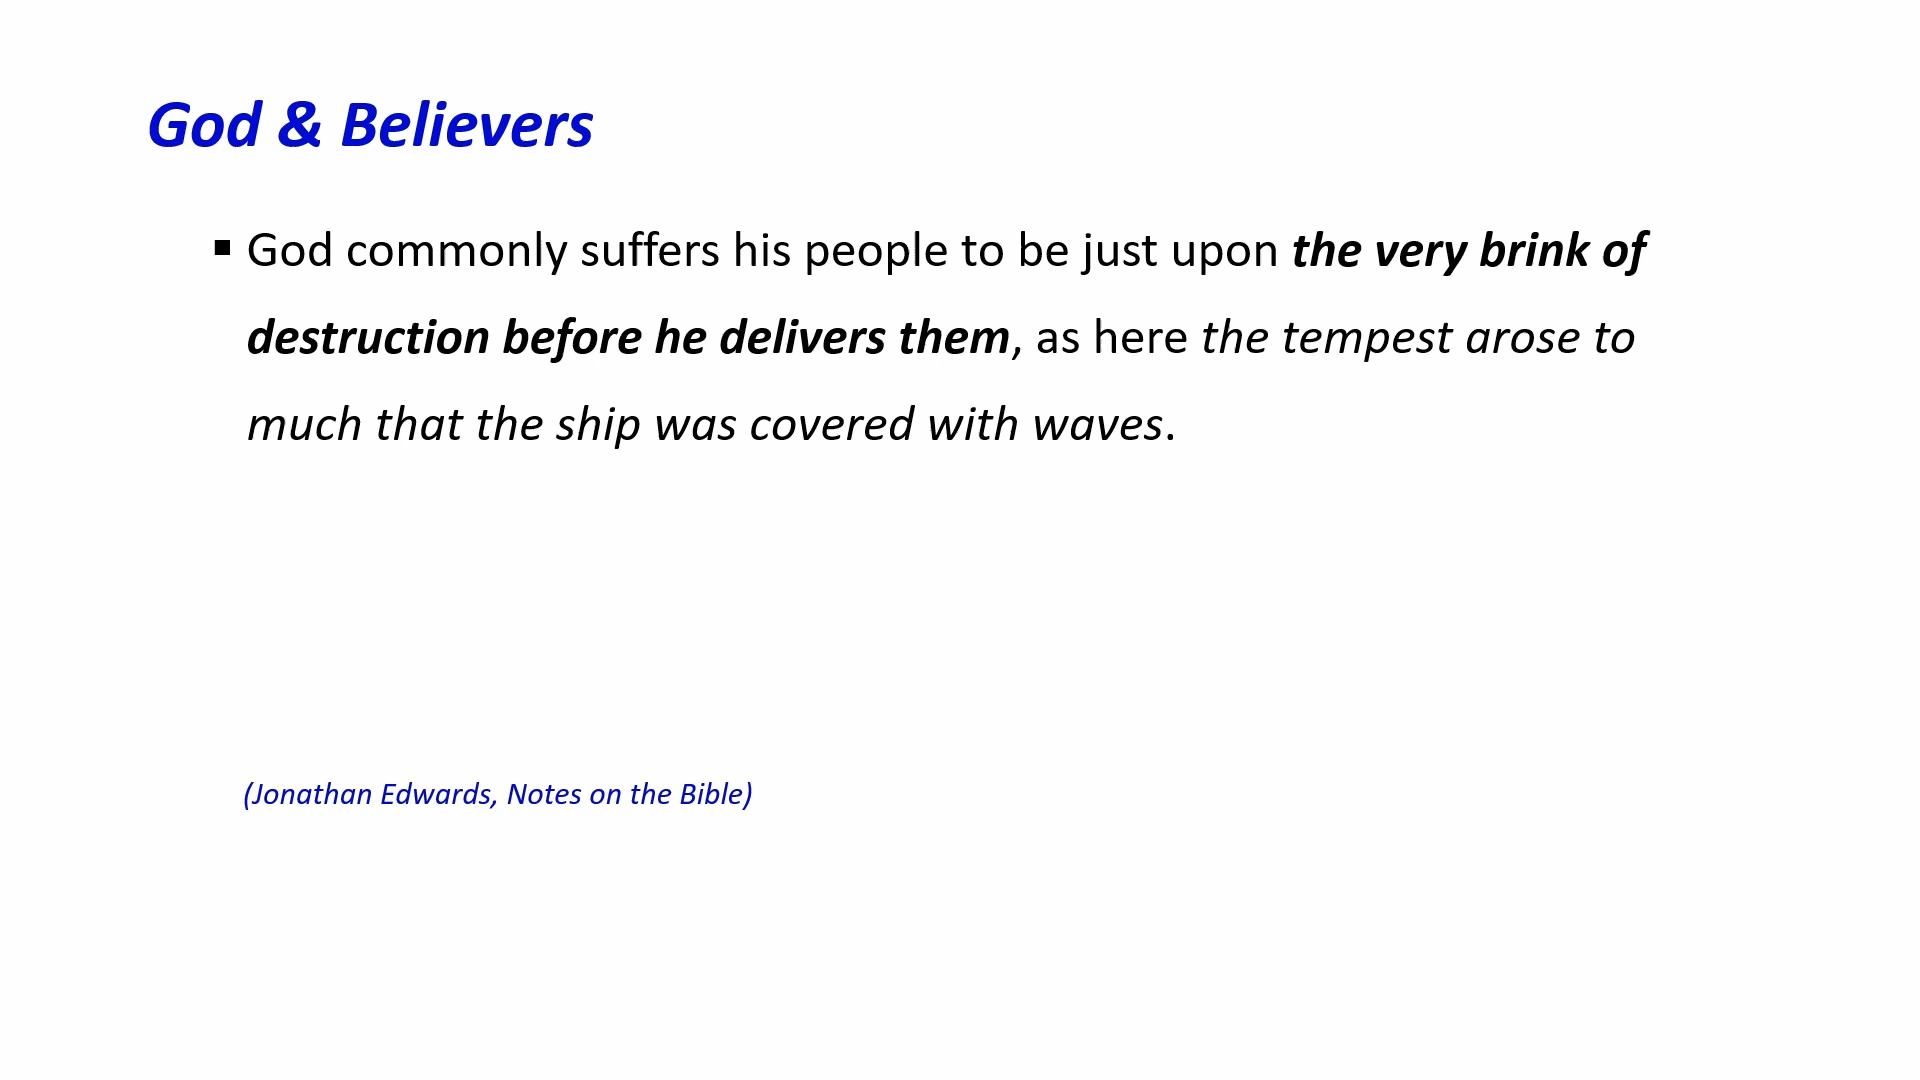 God & Believers
▪ God commonly suffers his people to be just upon the very brink of
destruction before he delivers them, as here the tempest arose to
much that the ship was covered with waves.
(Jonathan Edwards, Notes on the Bible)